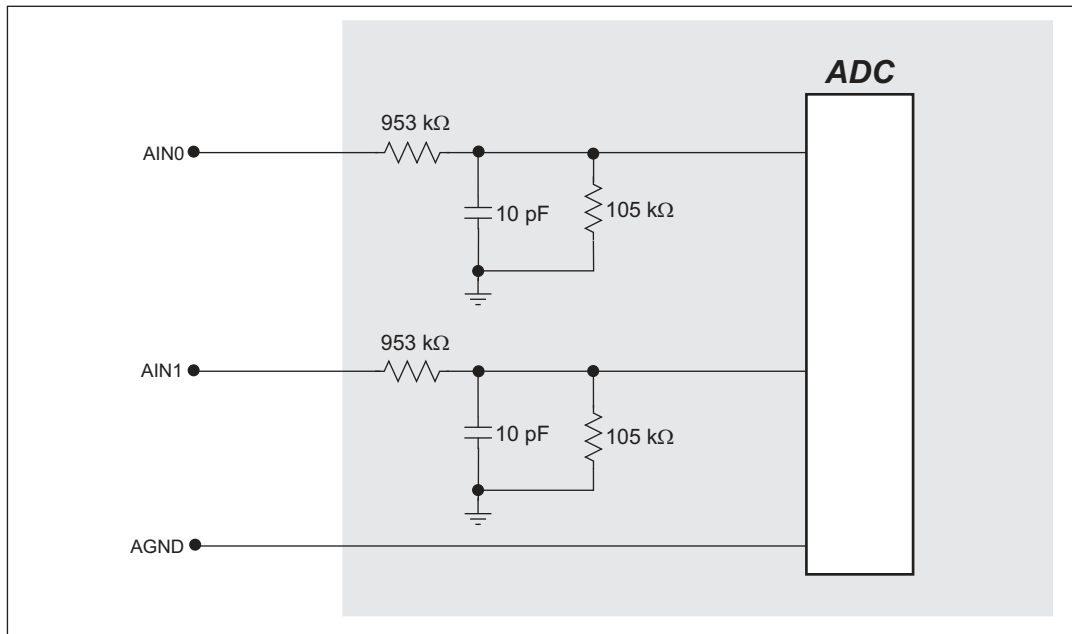 ADC
953 kΩ
AIN0
10 pF
105 kΩ
953 kΩ
AIN1
10 pF
105 kΩ
AGND